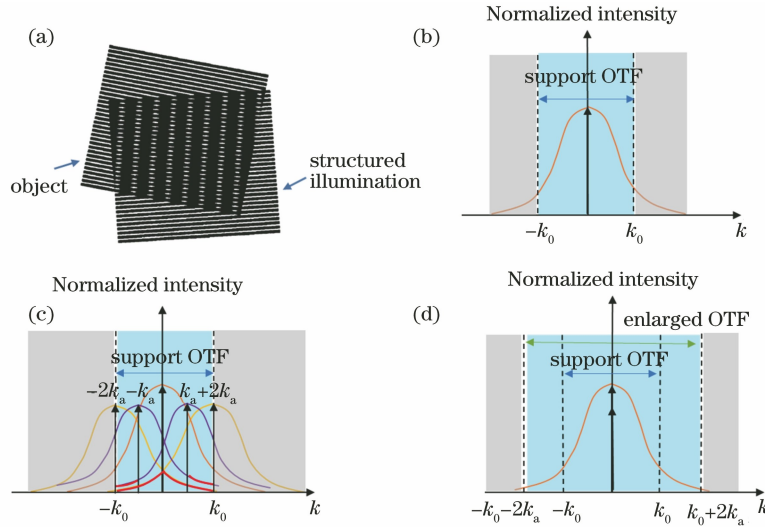 (a)
object
structured
illumination
(b)
Normalized intensity
support OTF
−k₀
k₀
k
(c)
Normalized intensity
support OTF
−2kₐ−kₐ
kₐ+2kₐ
−k₀
k₀
k
(d)
Normalized intensity
enlarged OTF
support OTF
−k₀−2kₐ
−k₀
k₀
k₀+2kₐ
k